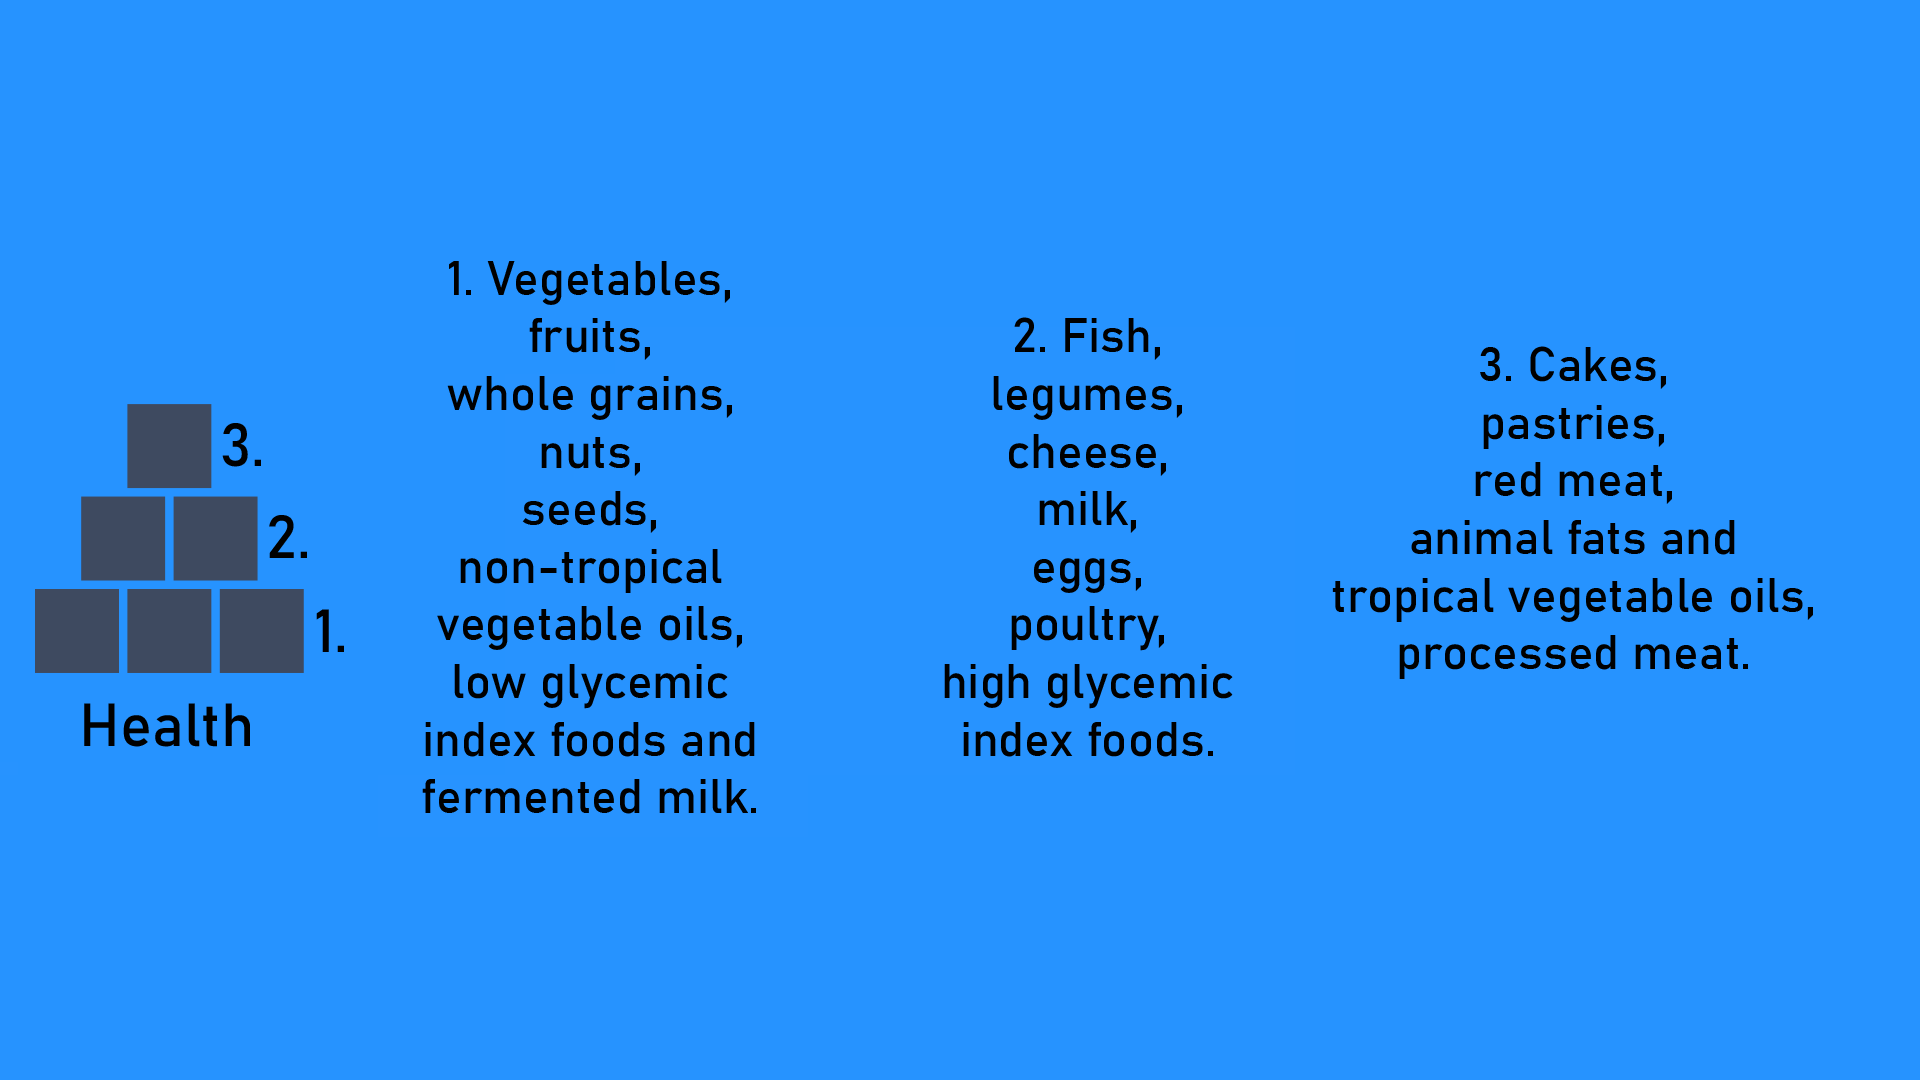 3.
2.
1.
Health
1. Vegetables,
fruits,
whole grains,
nuts,
seeds,
non-tropical
vegetable oils,
low glycemic
index foods and
fermented milk.
2. Fish,
legumes,
cheese,
milk,
eggs,
poultry,
high glycemic
index foods.
3. Cakes,
pastries,
red meat,
animal fats and
tropical vegetable oils,
processed meat.